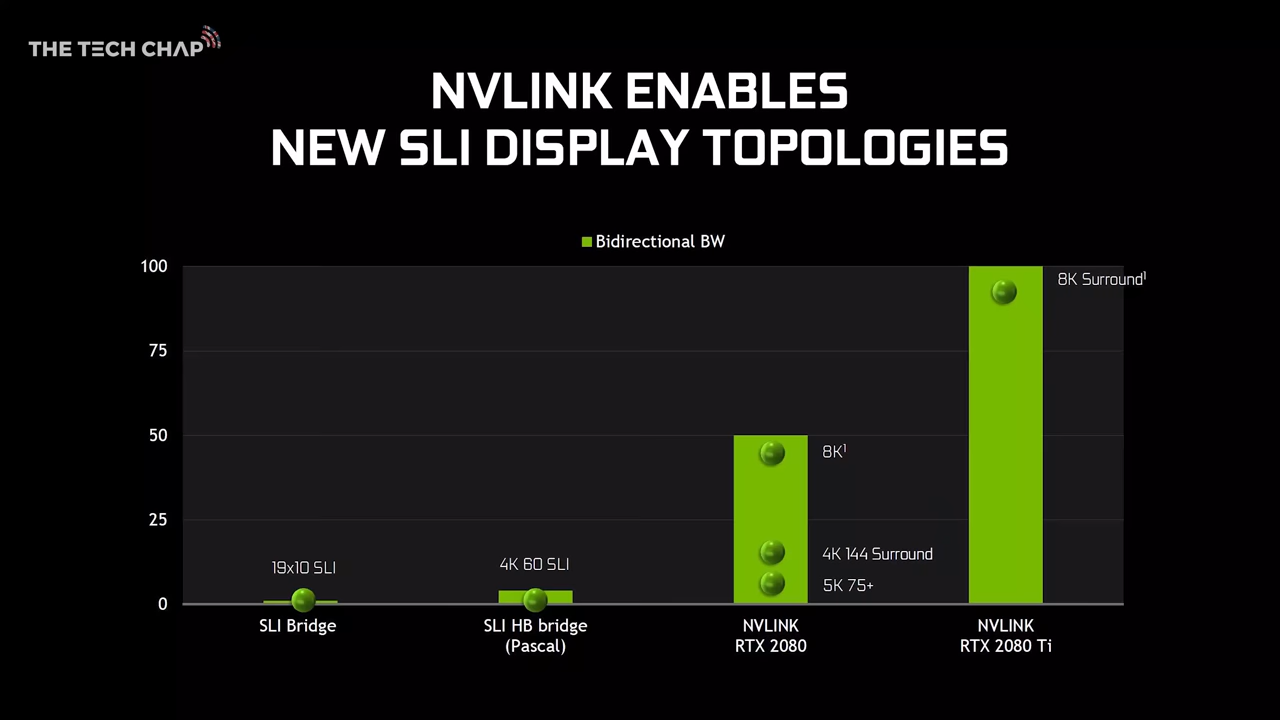 THE TECH CHAP
NVLINK ENABLES
NEW SLI DISPLAY TOPOLOGIES
Bidirectional BW
100
75
50
25
0
19x10 SLI
4K 60 SLI
8K¹
4K 144 Surround
5K 75+
8K Surround¹
SLI Bridge
SLI HB bridge
(Pascal)
NVLINK
RTX 2080
NVLINK
RTX 2080 Ti